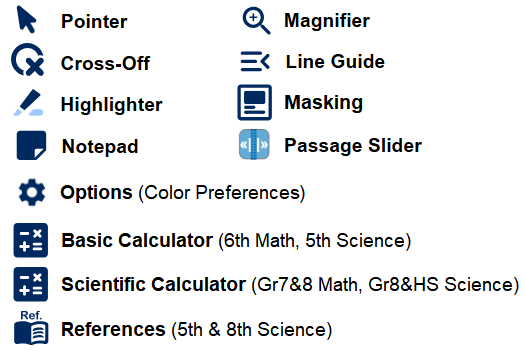 Pointer
Magnifier
Cross-Off
Line Guide
Highlighter
Masking
Notepad
Passage Slider
Options (Color Preferences)
Basic Calculator (6th Math, 5th Science)
Scientific Calculator (Gr7&8 Math, Gr8&HS Science)
Ref.
References (5th & 8th Science)